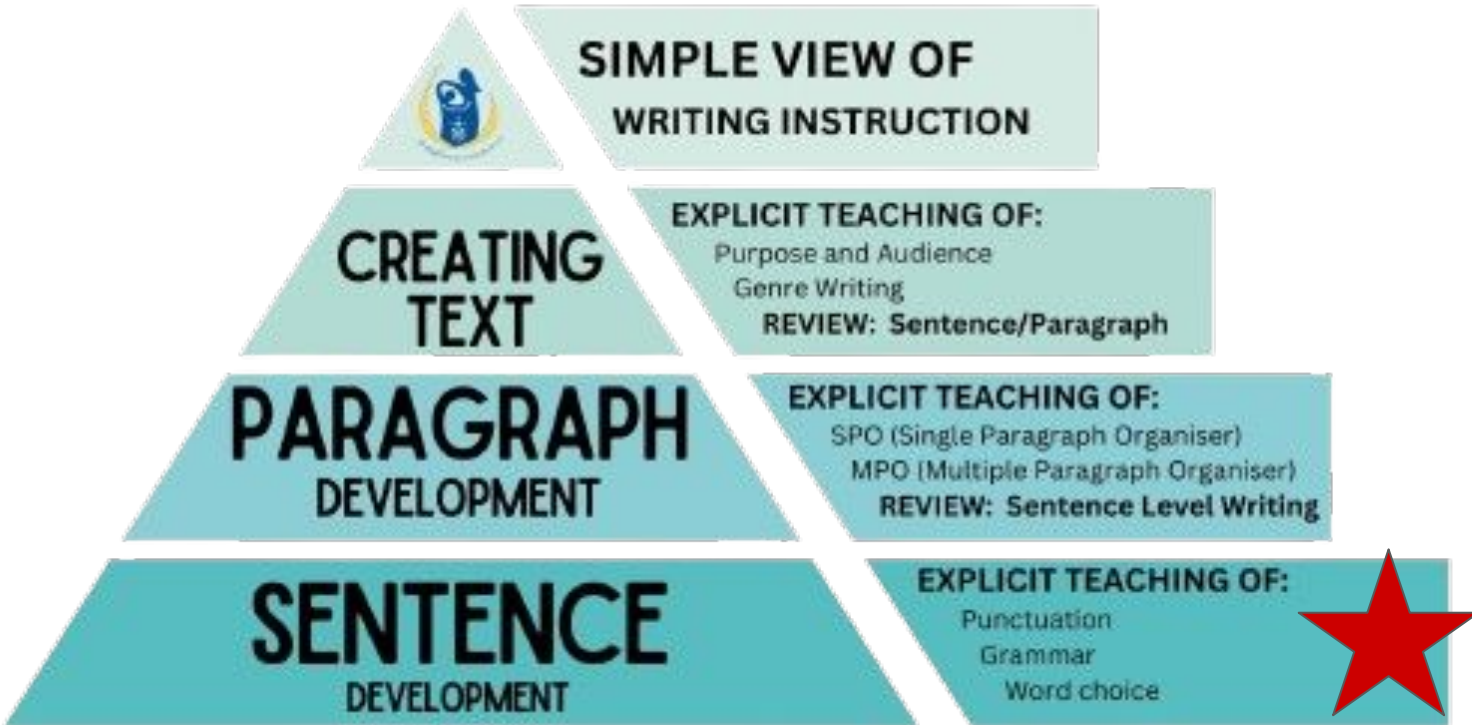 SIMPLE VIEW OF
WRITING INSTRUCTION
CREATING
TEXT
EXPLICIT TEACHING OF:
Purpose and Audience
Genre Writing
REVIEW: Sentence/Paragraph
PARAGRAPH
DEVELOPMENT
EXPLICIT TEACHING OF:
SPO (Single Paragraph Organiser)
MPO (Multiple Paragraph Organiser)
REVIEW: Sentence Level Writing
SENTENCE
DEVELOPMENT
EXPLICIT TEACHING OF:
Punctuation
Grammar
Word choice